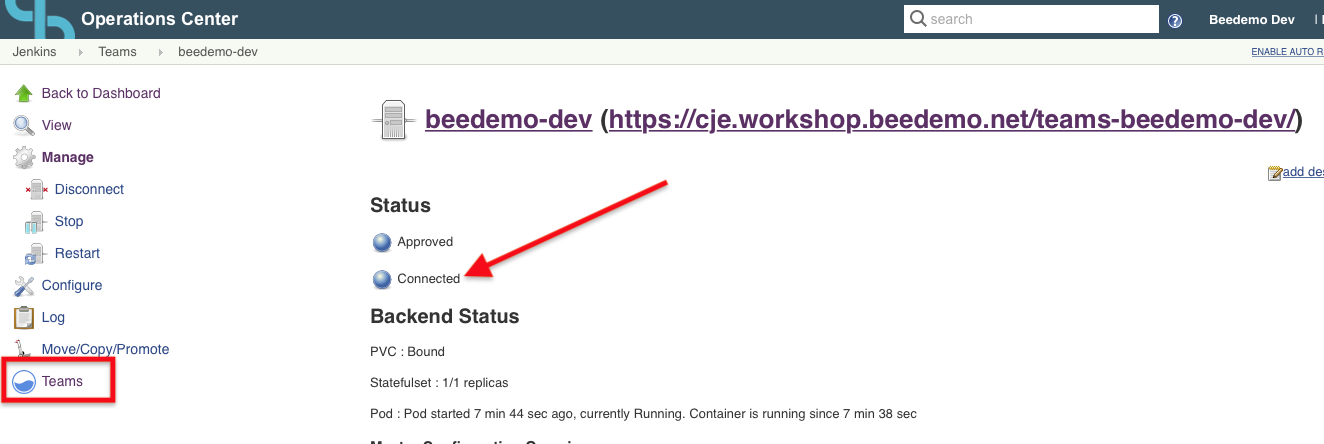 Operations Center
search
Beedemo Dev
Jenkins Teams beedemo-dev
ENABLE AUTO R
Back to Dashboard
View
Manage
Disconnect
Stop
Restart
Configure
Log
Move/Copy/Promote
Teams
beedemo-dev (https://cje.workshop.beedemo.net/teams-beedemo-dev/)
add des
Status
Approved
Connected
Backend Status
PVC : Bound
Statefulset : 1/1 replicas
Pod : Pod started 7 min 44 sec ago, currently Running. Container is running since 7 min 38 sec